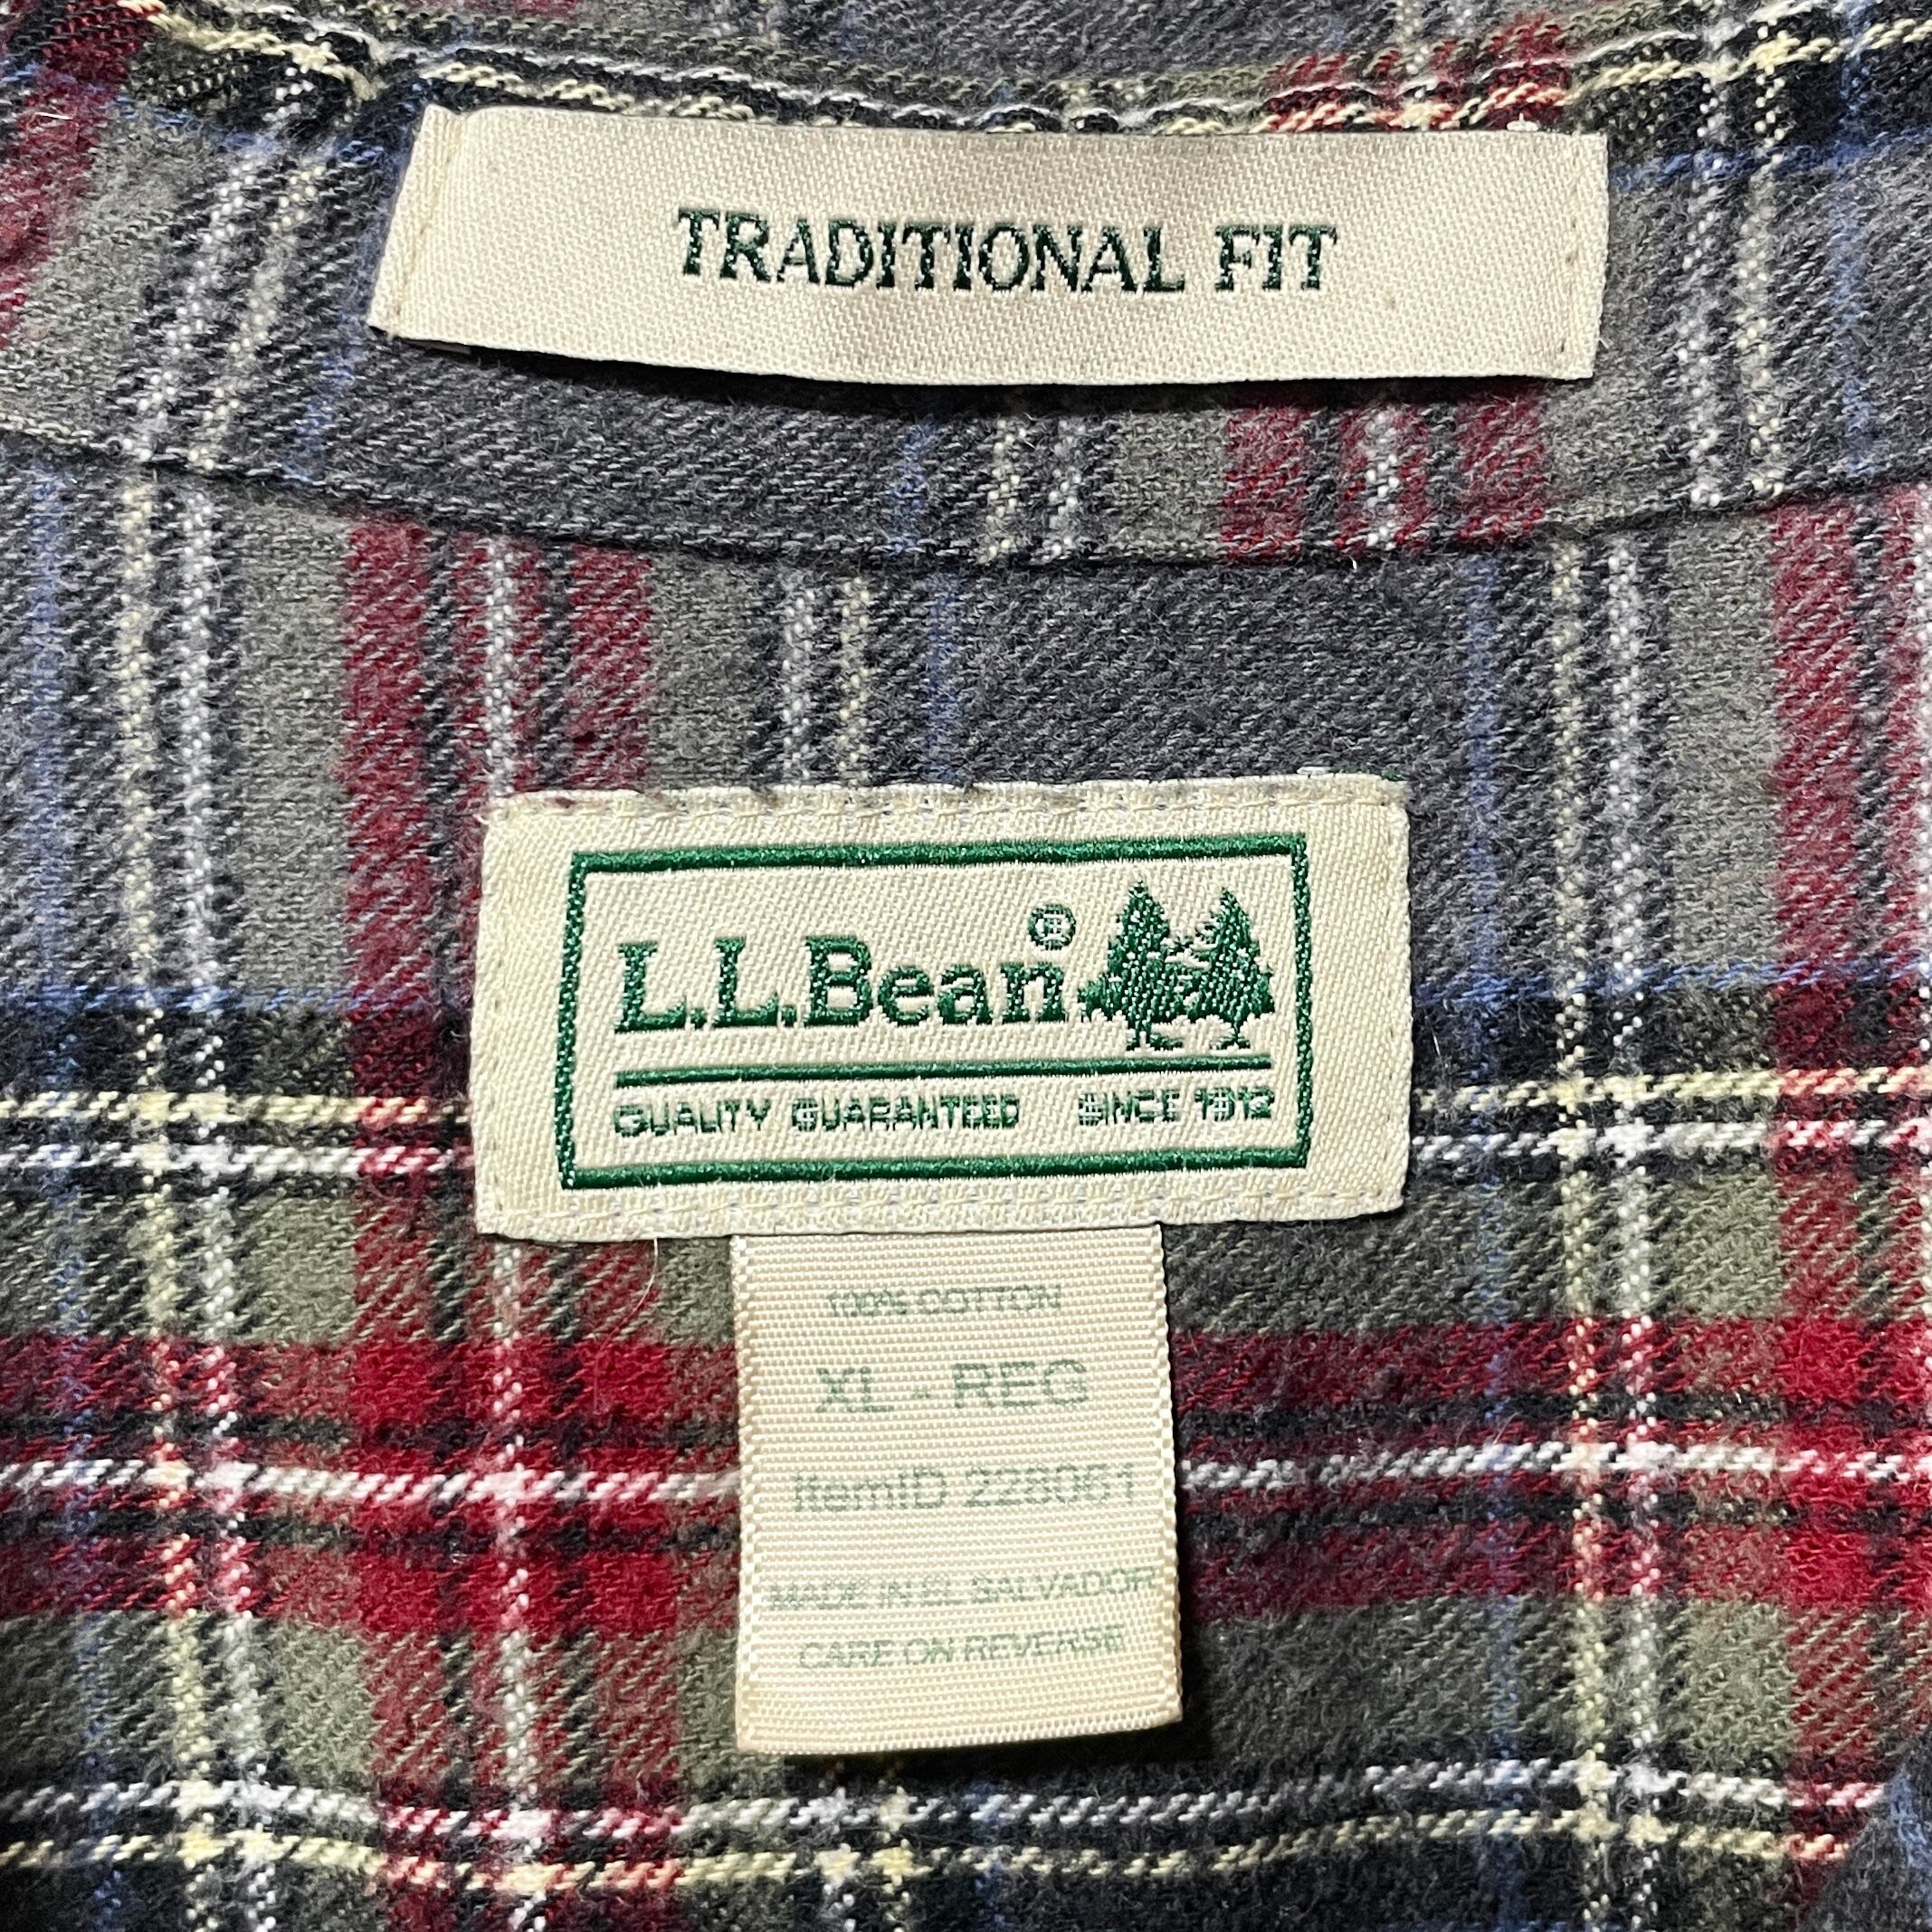 TRADITIONAL FIT
L.L.Bean®
QUALITY GUARANTEED SINCE 1912
100% COTTON
XL - REG
ItemID 228061
MADE IN EL SALVADOR
CARE ON REVERSE